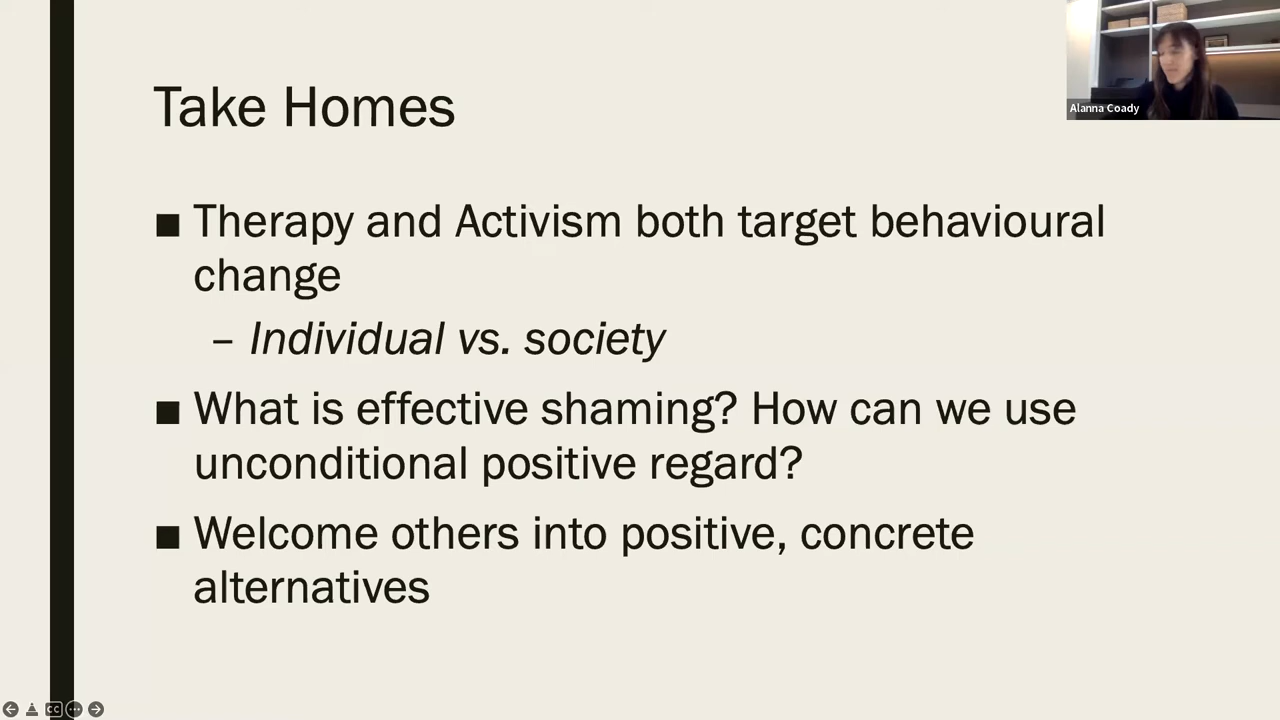 Take Homes
Alanna Coady
■ Therapy and Activism both target behavioural
change
– Individual vs. society
■ What is effective shaming? How can we use
unconditional positive regard?
■ Welcome others into positive, concrete
alternatives
CC